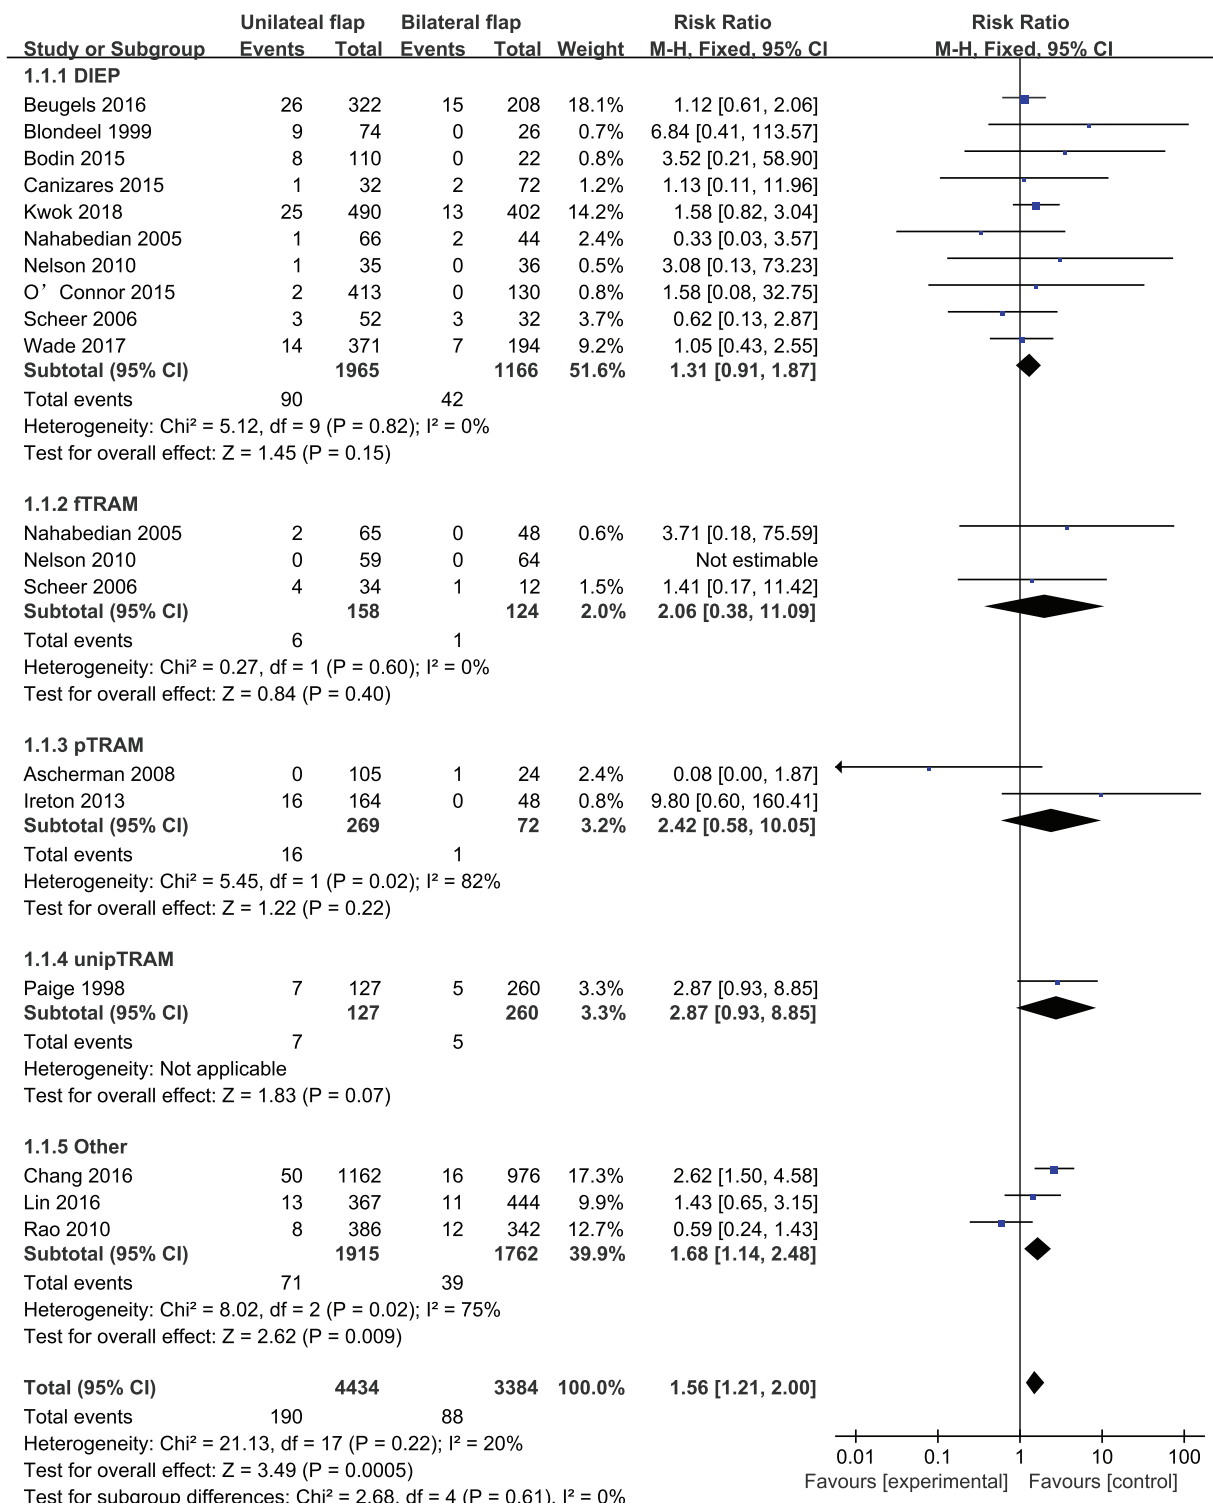 Unilateal flap Bilateral flap Risk Ratio Risk Ratio
Study or Subgroup Events Total Events Total Weight M-H, Fixed, 95% CI M-H, Fixed, 95% CI
1.1.1 DIEP
Beugels 2016 26 322 15 208 18.1% 1.12 [0.61, 2.06]
Blondeel 1999 9 74 0 26 0.7% 6.84 [0.41, 113.57]
Bodin 2015 8 110 0 22 0.8% 3.52 [0.21, 58.90]
Canizares 2015 1 32 2 72 1.2% 1.13 [0.11, 11.96]
Kwok 2018 25 490 13 402 14.2% 1.58 [0.82, 3.04]
Nahabedian 2005 1 66 2 44 2.4% 0.33 [0.03, 3.57]
Nelson 2010 1 35 0 36 0.5% 3.08 [0.13, 73.23]
O’ Connor 2015 2 413 0 130 0.8% 1.58 [0.08, 32.75]
Scheer 2006 3 52 3 32 3.7% 0.62 [0.13, 2.87]
Wade 2017 14 371 7 194 9.2% 1.05 [0.43, 2.55]
Subtotal (95% CI) 1965 1166 51.6% 1.31 [0.91, 1.87]
Total events 90 42
Heterogeneity: Chi² = 5.12, df = 9 (P = 0.82); I² = 0%
Test for overall effect: Z = 1.45 (P = 0.15)
1.1.2 fTRAM
Nahabedian 2005 2 65 0 48 0.6% 3.71 [0.18, 75.59]
Nelson 2010 0 59 0 64 Not estimable
Scheer 2006 4 34 1 12 1.5% 1.41 [0.17, 11.42]
Subtotal (95% CI) 158 124 2.0% 2.06 [0.38, 11.09]
Total events 6 1
Heterogeneity: Chi² = 0.27, df = 1 (P = 0.60); I² = 0%
Test for overall effect: Z = 0.84 (P = 0.40)
1.1.3 pTRAM
Ascherman 2008 0 105 1 24 2.4% 0.08 [0.00, 1.87]
Ireton 2013 16 164 0 48 0.8% 9.80 [0.60, 160.41]
Subtotal (95% CI) 269 72 3.2% 2.42 [0.58, 10.05]
Total events 16 1
Heterogeneity: Chi² = 5.45, df = 1 (P = 0.02); I² = 82%
Test for overall effect: Z = 1.22 (P = 0.22)
1.1.4 unipTRAM
Paige 1998 7 127 5 260 3.3% 2.87 [0.93, 8.85]
Subtotal (95% CI) 127 260 3.3% 2.87 [0.93, 8.85]
Total events 7 5
Heterogeneity: Not applicable
Test for overall effect: Z = 1.83 (P = 0.07)
1.1.5 Other
Chang 2016 50 1162 16 976 17.3% 2.62 [1.50, 4.58]
Lin 2016 13 367 11 444 9.9% 1.43 [0.65, 3.15]
Rao 2010 8 386 12 342 12.7% 0.59 [0.24, 1.43]
Subtotal (95% CI) 1915 1762 39.9% 1.68 [1.14, 2.48]
Total events 71 39
Heterogeneity: Chi² = 8.02, df = 2 (P = 0.02); I² = 75%
Test for overall effect: Z = 2.62 (P = 0.009)
Total (95% CI) 4434 3384 100.0% 1.56 [1.21, 2.00]
Total events 190 88
Heterogeneity: Chi² = 21.13, df = 17 (P = 0.22); I² = 20%
0.01 0.1 1 10 100
Test for overall effect: Z = 3.49 (P = 0.0005)
Favours [experimental] Favours [control]
Test for subgroup differences: Chi² = 2.68, df = 4 (P = 0.61), I² = 0%